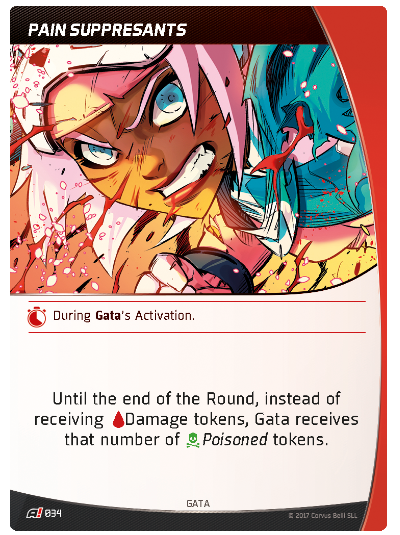 PAIN SUPPRESANTS
During Gata's Activation.
Until the end of the Round, instead of
receiving Damage tokens, Gata receives
that number of Poisoned tokens.
GATA
A! 034
© 2017 Corvus Belli SLL